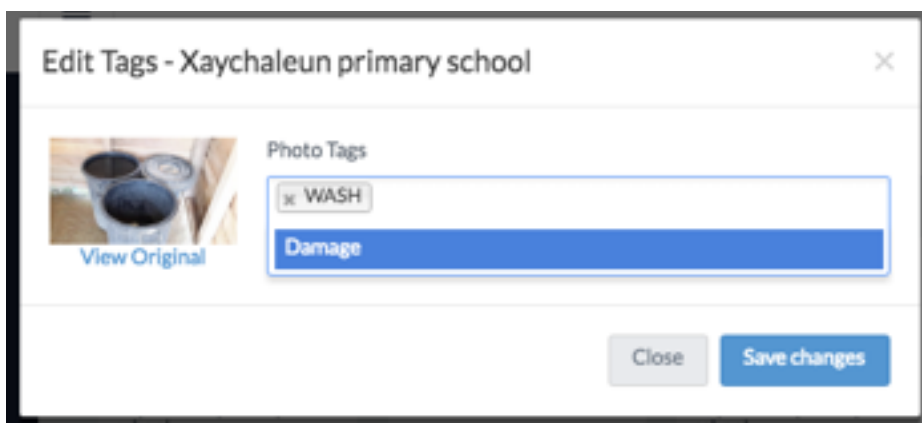 Edit Tags - Xaychaleun primary school
×
Photo Tags
× WASH
Damage
View Original
Close
Save changes